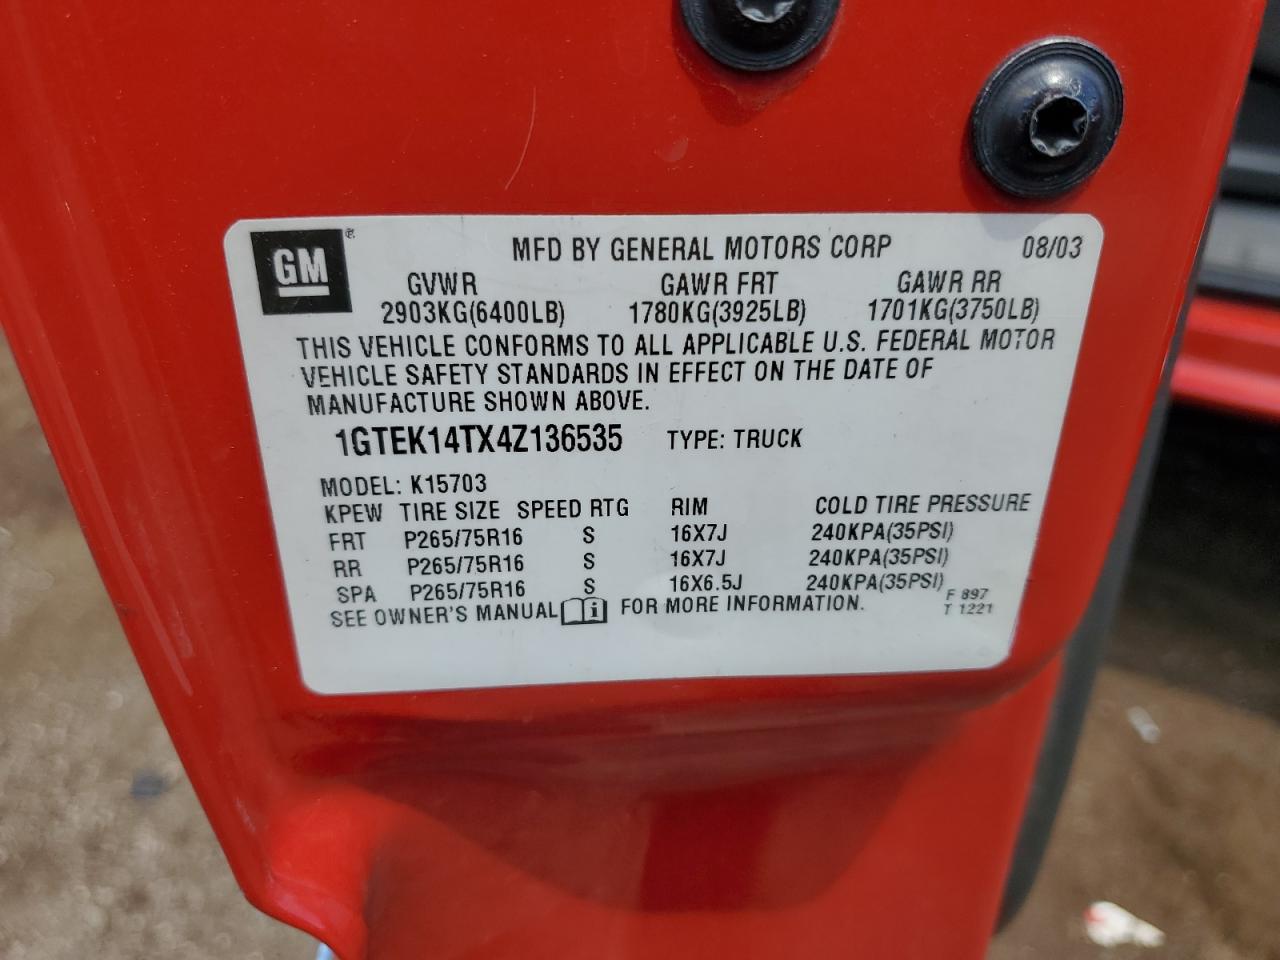 GM ® MFD BY GENERAL MOTORS CORP 08/03
GVWR GAWR FRT GAWR RR
2903KG(6400LB) 1780KG(3925LB) 1701KG(3750LB)
THIS VEHICLE CONFORMS TO ALL APPLICABLE U.S. FEDERAL MOTOR
VEHICLE SAFETY STANDARDS IN EFFECT ON THE DATE OF
MANUFACTURE SHOWN ABOVE.
1GTEK14TX4Z136535 TYPE: TRUCK
MODEL: K15703
KPEW TIRE SIZE SPEED RTG RIM COLD TIRE PRESSURE
FRT P265/75R16 S 16X7J 240KPA(35PSI)
RR P265/75R16 S 16X7J 240KPA(35PSI)
SPA P265/75R16 S 16X6.5J 240KPA(35PSI)
SEE OWNER'S MANUAL i FOR MORE INFORMATION.
F 897
T 1221